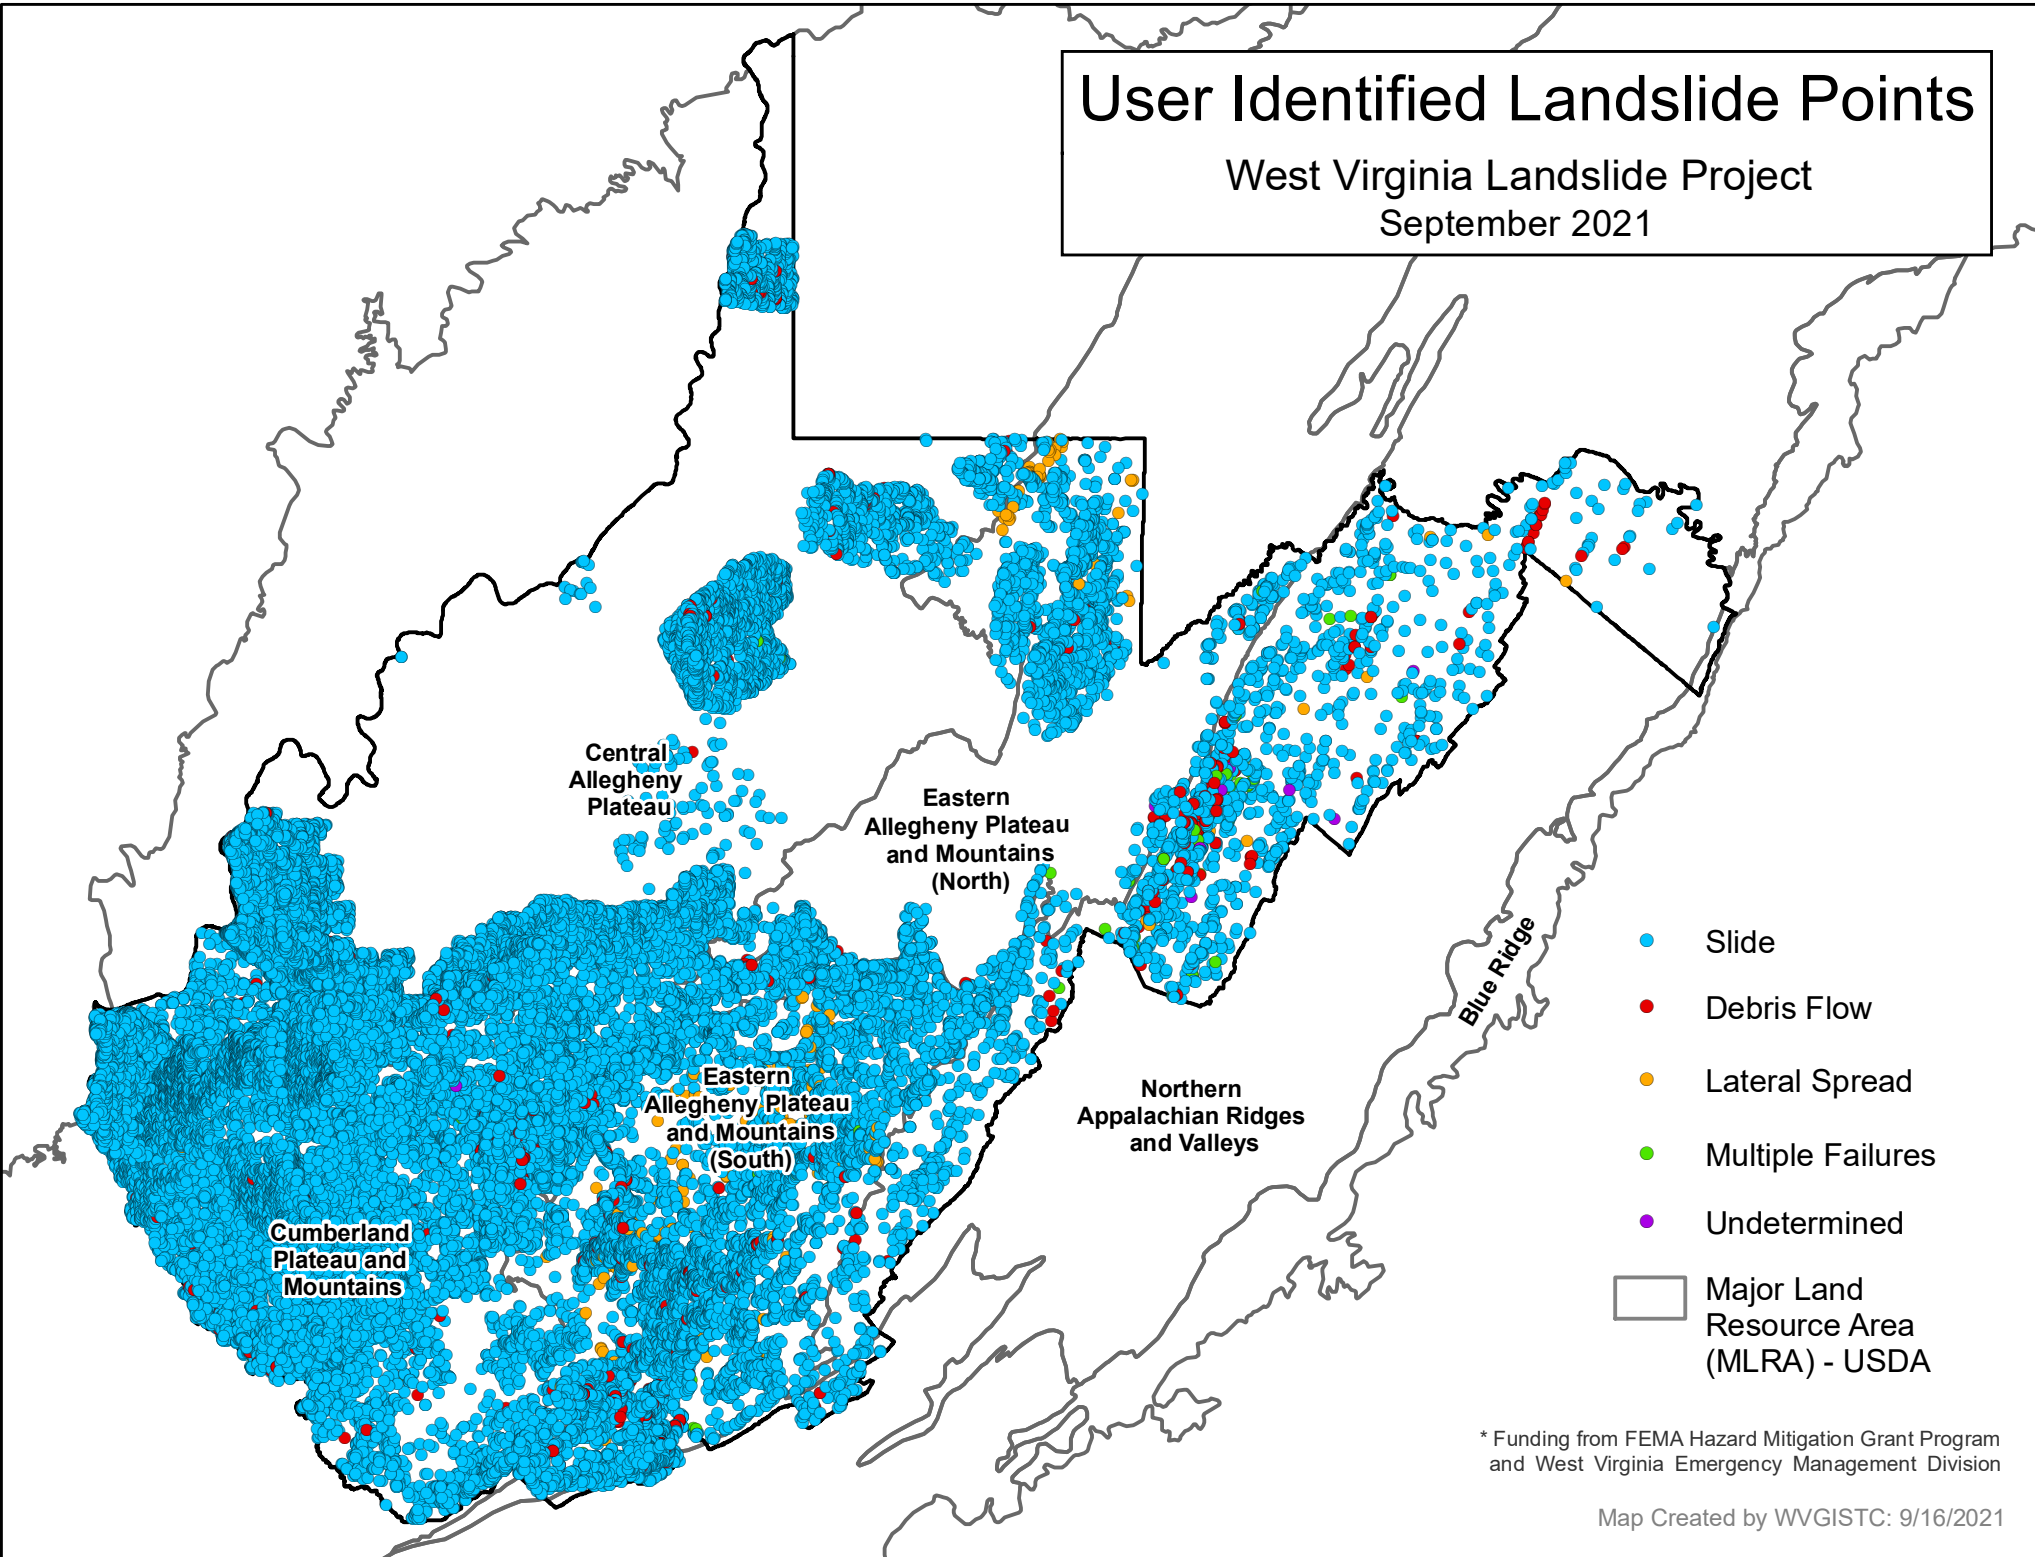 User Identified Landslide Points
West Virginia Landslide Project
September 2021
Central
Allegheny
Plateau
Eastern
Allegheny Plateau
and Mountains
(North)
Eastern
Allegheny Plateau
and Mountains
(South)
Cumberland
Plateau and
Mountains
Northern
Appalachian Ridges
and Valleys
Blue Ridge
Slide
Debris Flow
Lateral Spread
Multiple Failures
Undetermined
Major Land
Resource Area
(MLRA) - USDA
* Funding from FEMA Hazard Mitigation Grant Program
and West Virginia Emergency Management Division
Map Created by WVGISTC: 9/16/2021